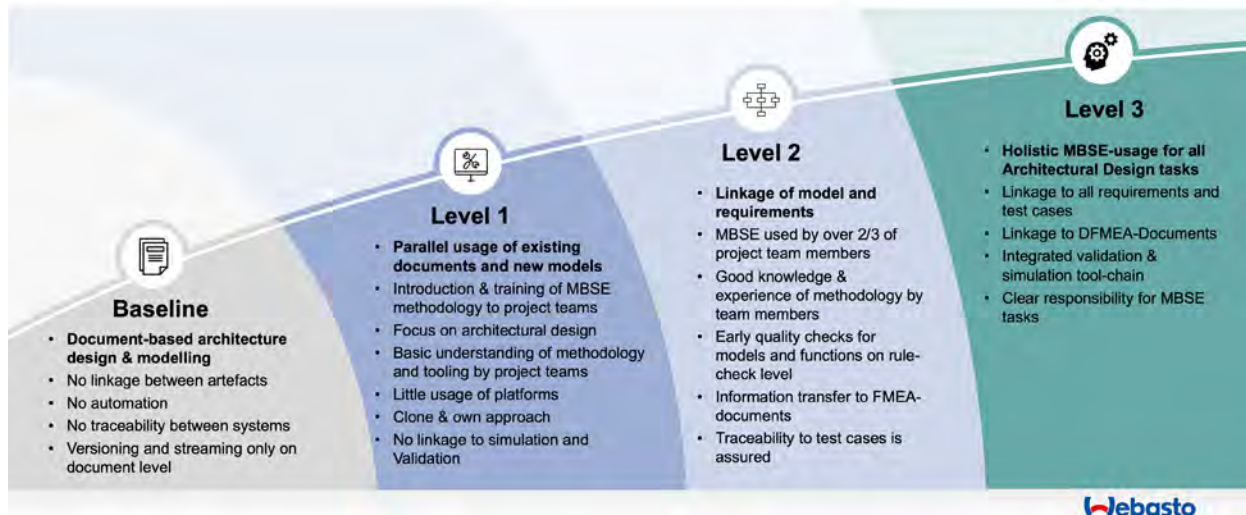 Baseline
• Document-based architecture
design & modelling
• No linkage between artefacts
• No automation
• No traceability between systems
• Versioning and streaming only on
document level
Level 1
• Parallel usage of existing
documents and new models
• Introduction & training of MBSE
methodology to project teams
• Focus on architectural design
• Basic understanding of methodology
and tooling by project teams
• Little usage of platforms
• Clone & own approach
• No linkage to simulation and
Validation
Level 2
• Linkage of model and
requirements
• MBSE used by over 2/3 of
project team members
• Good knowledge &
experience of methodology by
team members
• Early quality checks for
models and functions on rule-
check level
• Information transfer to FMEA-
documents
• Traceability to test cases is
assured
Level 3
• Holistic MBSE-usage for all
Architectural Design tasks
• Linkage to all requirements and
test cases
• Linkage to DFMEA-Documents
• Integrated validation &
simulation tool-chain
• Clear responsibility for MBSE
tasks
Webasto